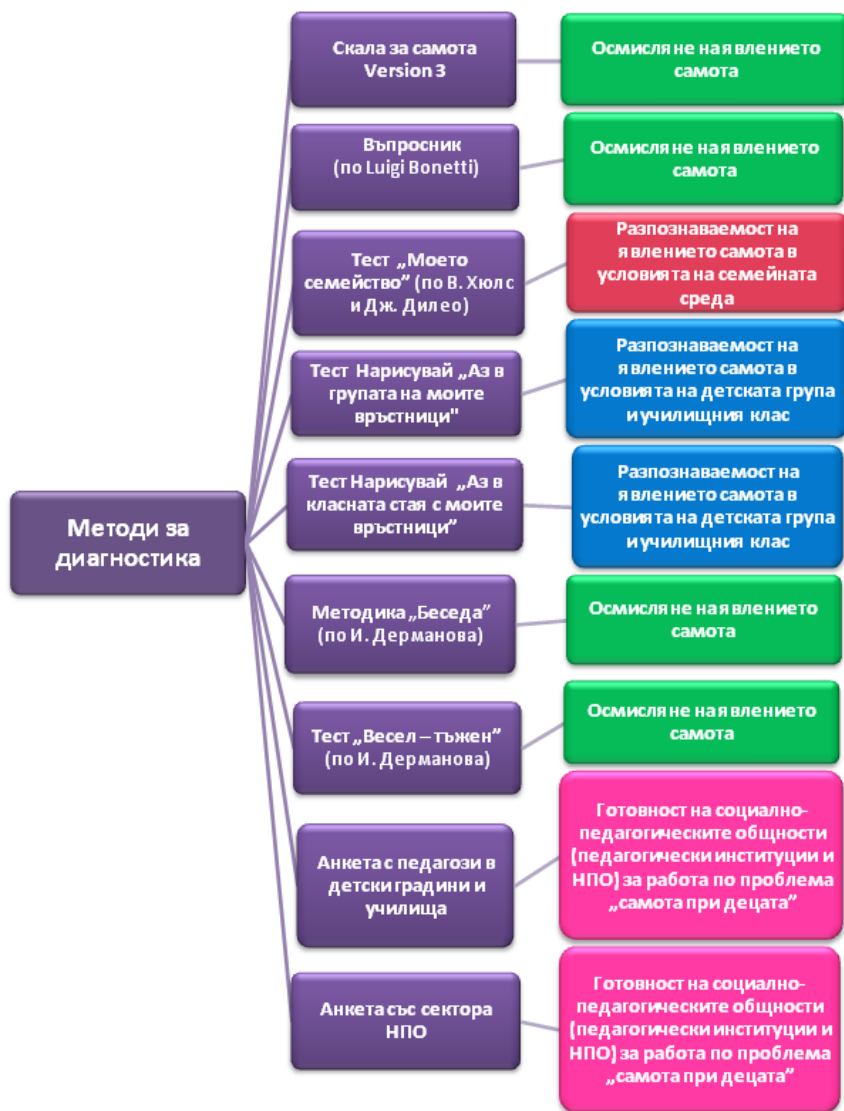 Методи за
диагностика
Скала за самота
Version 3
Осмисляне на явлението
самота
Въпросник
(по Luigi Bonetti)
Осмисляне на явлението
самота
Тест „Моето
семейство” (по В. Хюлс
и Дж. Дилео)
Разпознаваемост на
явлението самота в
условията на семейната
среда
Тест Нарисувай „Аз в
групата на моите
връстници"
Разпознаваемост на
явлението самота в
условията на детската група
и училищния клас
Тест Нарисувай „Аз в
класната стая с моите
връстници”
Разпознаваемост на
явлението самота в
условията на детската група
и училищния клас
Методика „Беседа”
(по И. Дерманова)
Осмисляне на явлението
самота
Тест „Весел – тъжен”
(по И. Дерманова)
Осмисляне на явлението
самота
Анкета с педагози в
детски градини и
училища
Готовност на социално-
педагогическите общности
(педагогически институции и
НПО) за работа по проблема
„самота при децата”
Анкета със сектора
НПО
Готовност на социално-
педагогическите общности
(педагогически институции и
НПО) за работа по проблема
„самота при децата”